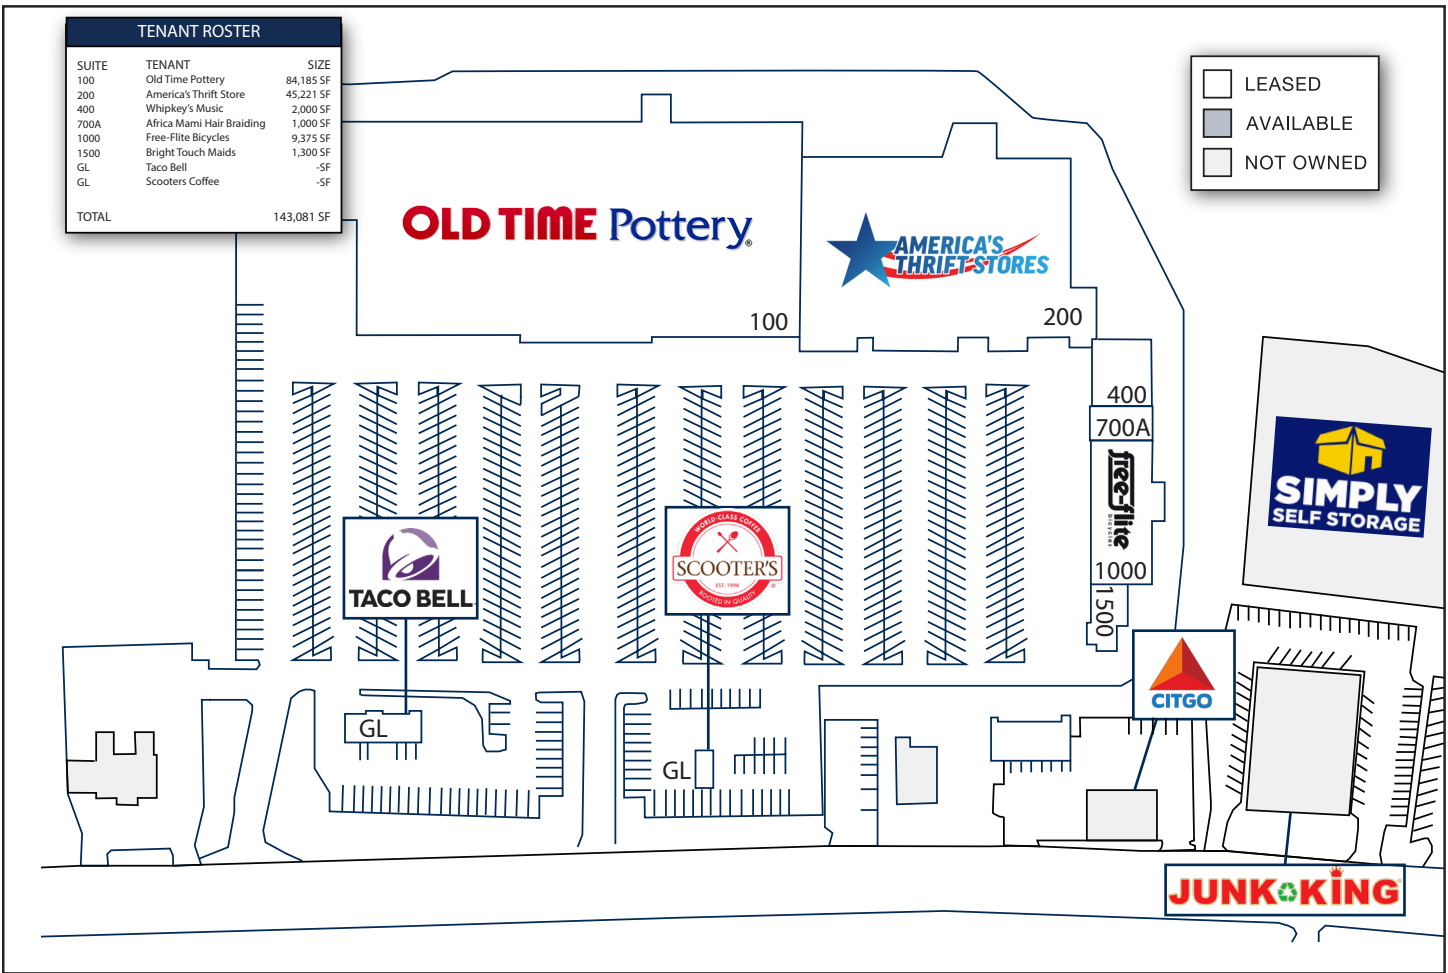 TENANT ROSTER
SUITE TENANT SIZE
100 Old Time Pottery 84,185 SF
200 America's Thrift Store 45,221 SF
400 Whipkey's Music 2,000 SF
700A Africa Mami Hair Braiding 1,000 SF
1000 Free-Flite Bicycles 9,375 SF
1500 Bright Touch Maids 1,300 SF
GL Taco Bell -SF
GL Scooters Coffee -SF
TOTAL 143,081 SF
LEASED
AVAILABLE
NOT OWNED
OLD TIME Pottery®
AMERICA'S
THRIFT STORES
100
200
400
700A
free-flite
bicycles
1000
1500
SIMPLY
SELF STORAGE
TACO BELL
WORLD-CLASS COFFEE
SCOOTER'S
EST. 1998
®
ROOTED IN QUALITY
CITGO
GL
GL
JUNK KING®